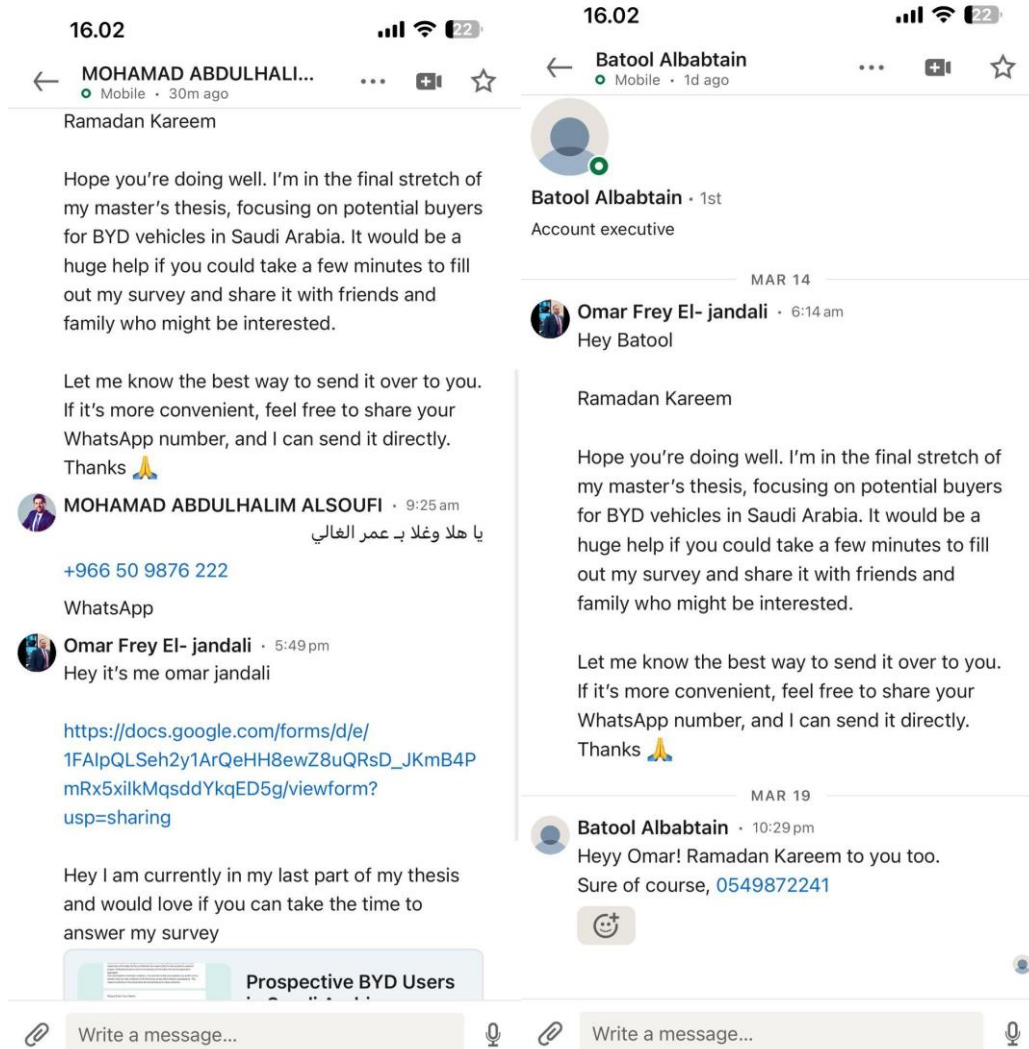 16.02
22
MOHAMAD ABDULHALI...
Mobile • 30m ago
Ramadan Kareem
Hope you’re doing well. I’m in the final stretch of
my master’s thesis, focusing on potential buyers
for BYD vehicles in Saudi Arabia. It would be a
huge help if you could take a few minutes to fill
out my survey and share it with friends and
family who might be interested.
Let me know the best way to send it over to you.
If it’s more convenient, feel free to share your
WhatsApp number, and I can send it directly.
Thanks 🙏
MOHAMAD ABDULHALIM ALSOUFI • 9:25 am
يا هلا وغلا بـ عمر الغالي
+966 50 9876 222
WhatsApp
Omar Frey El- jandali • 5:49 pm
Hey it’s me omar jandali
https://docs.google.com/forms/d/e/
1FAIpQLSeh2y1ArQeHH8ewZ8uQRsD_JKmB4P
mRx5xilkMqsddYkqED5g/viewform?
usp=sharing
Hey I am currently in my last part of my thesis
and would love if you can take the time to
answer my survey
Prospective BYD Users
Write a message...
16.02
22
Batool Albabtain
Mobile • 1d ago
Batool Albabtain • 1st
Account executive
MAR 14
Omar Frey El- jandali • 6:14 am
Hey Batool
Ramadan Kareem
Hope you’re doing well. I’m in the final stretch of
my master’s thesis, focusing on potential buyers
for BYD vehicles in Saudi Arabia. It would be a
huge help if you could take a few minutes to fill
out my survey and share it with friends and
family who might be interested.
Let me know the best way to send it over to you.
If it’s more convenient, feel free to share your
WhatsApp number, and I can send it directly.
Thanks 🙏
MAR 19
Batool Albabtain • 10:29 pm
Heyy Omar! Ramadan Kareem to you too.
Sure of course, 0549872241
Write a message...